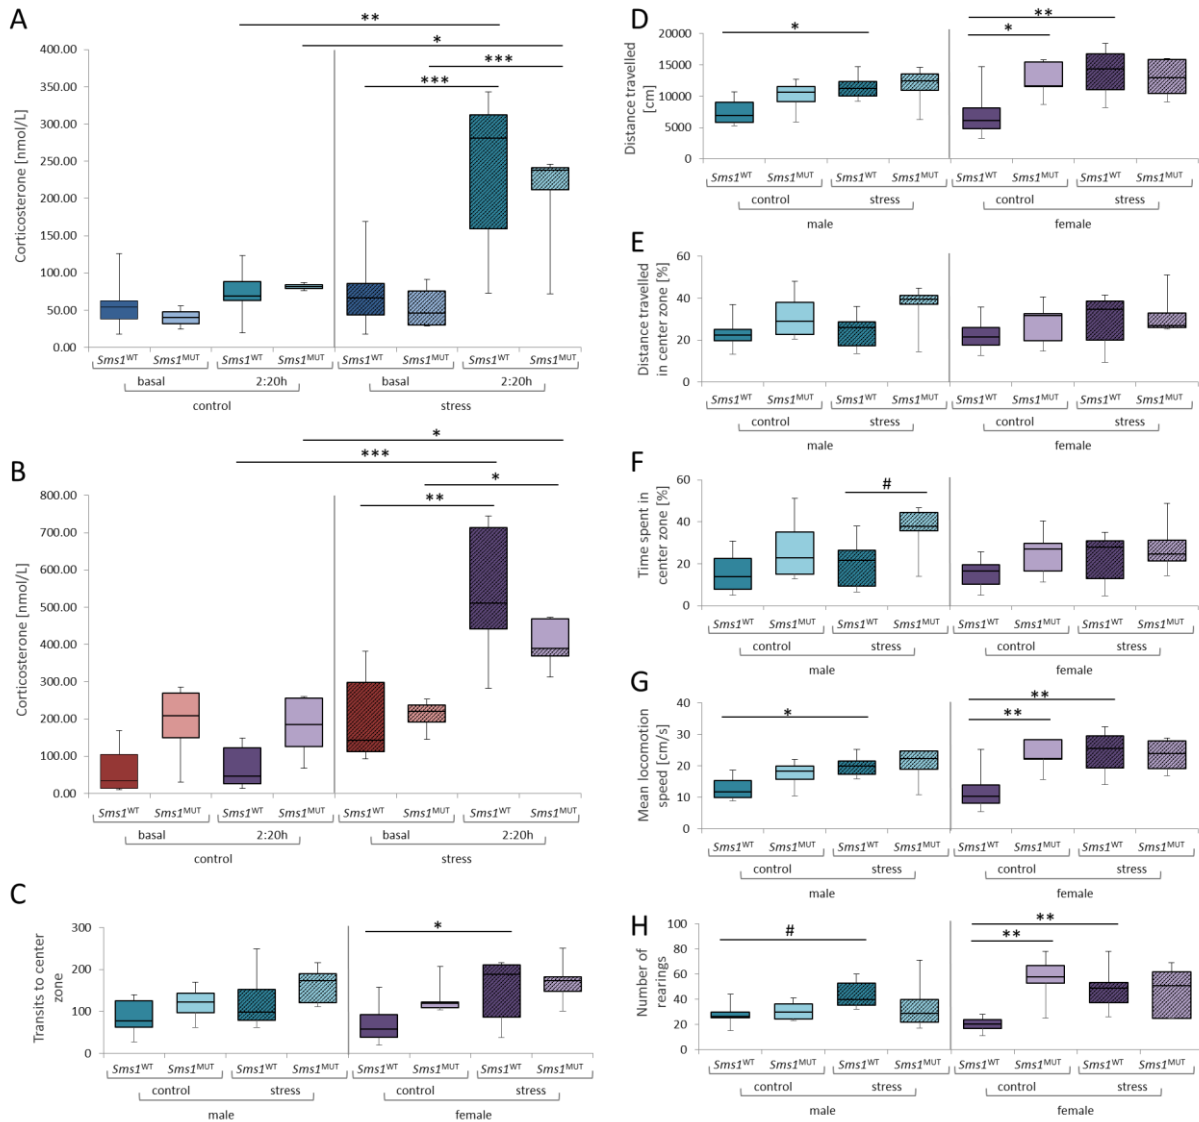 A
**
*
***
***
400.00
350.00
300.00
250.00
200.00
150.00
100.00
50.00
0.00
Corticosterone [nmol/L]
Sms1WT Sms1MUT Sms1WT Sms1MUT Sms1WT Sms1MUT Sms1WT Sms1MUT
basal 2:20h basal 2:20h
control stress
B
*
***
*
**
800.00
700.00
600.00
500.00
400.00
300.00
200.00
100.00
0.00
Corticosterone [nmol/L]
Sms1WT Sms1MUT Sms1WT Sms1MUT Sms1WT Sms1MUT Sms1WT Sms1MUT
basal 2:20h basal 2:20h
control stress
C
*
300
200
100
0
Transits to center
zone
Sms1WT Sms1MUT Sms1WT Sms1MUT Sms1WT Sms1MUT Sms1WT Sms1MUT
control stress control stress
male female
D
* ** *
20000
15000
10000
5000
0
Distance travelled
[cm]
Sms1WT Sms1MUT Sms1WT Sms1MUT Sms1WT Sms1MUT Sms1WT Sms1MUT
control stress control stress
male female
E
60
40
20
0
Distance travelled
in center zone [%]
Sms1WT Sms1MUT Sms1WT Sms1MUT Sms1WT Sms1MUT Sms1WT Sms1MUT
control stress control stress
male female
F
#
60
40
20
0
Time spent in
center zone [%]
Sms1WT Sms1MUT Sms1WT Sms1MUT Sms1WT Sms1MUT Sms1WT Sms1MUT
control stress control stress
male female
G
* ** **
40
30
20
10
0
Mean locomotion
speed [cm/s]
Sms1WT Sms1MUT Sms1WT Sms1MUT Sms1WT Sms1MUT Sms1WT Sms1MUT
control stress control stress
male female
H
# ** **
100
80
60
40
20
0
Number of
rearings
Sms1WT Sms1MUT Sms1WT Sms1MUT Sms1WT Sms1MUT Sms1WT Sms1MUT
control stress control stress
male female